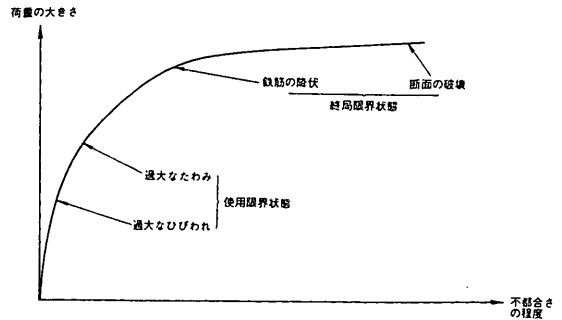 荷重の大きさ
鉄筋の降伏
断面の破壊
終局限界状態
過大なたわみ
使用限界状態
過大なひびわれ
不都合さ
の程度